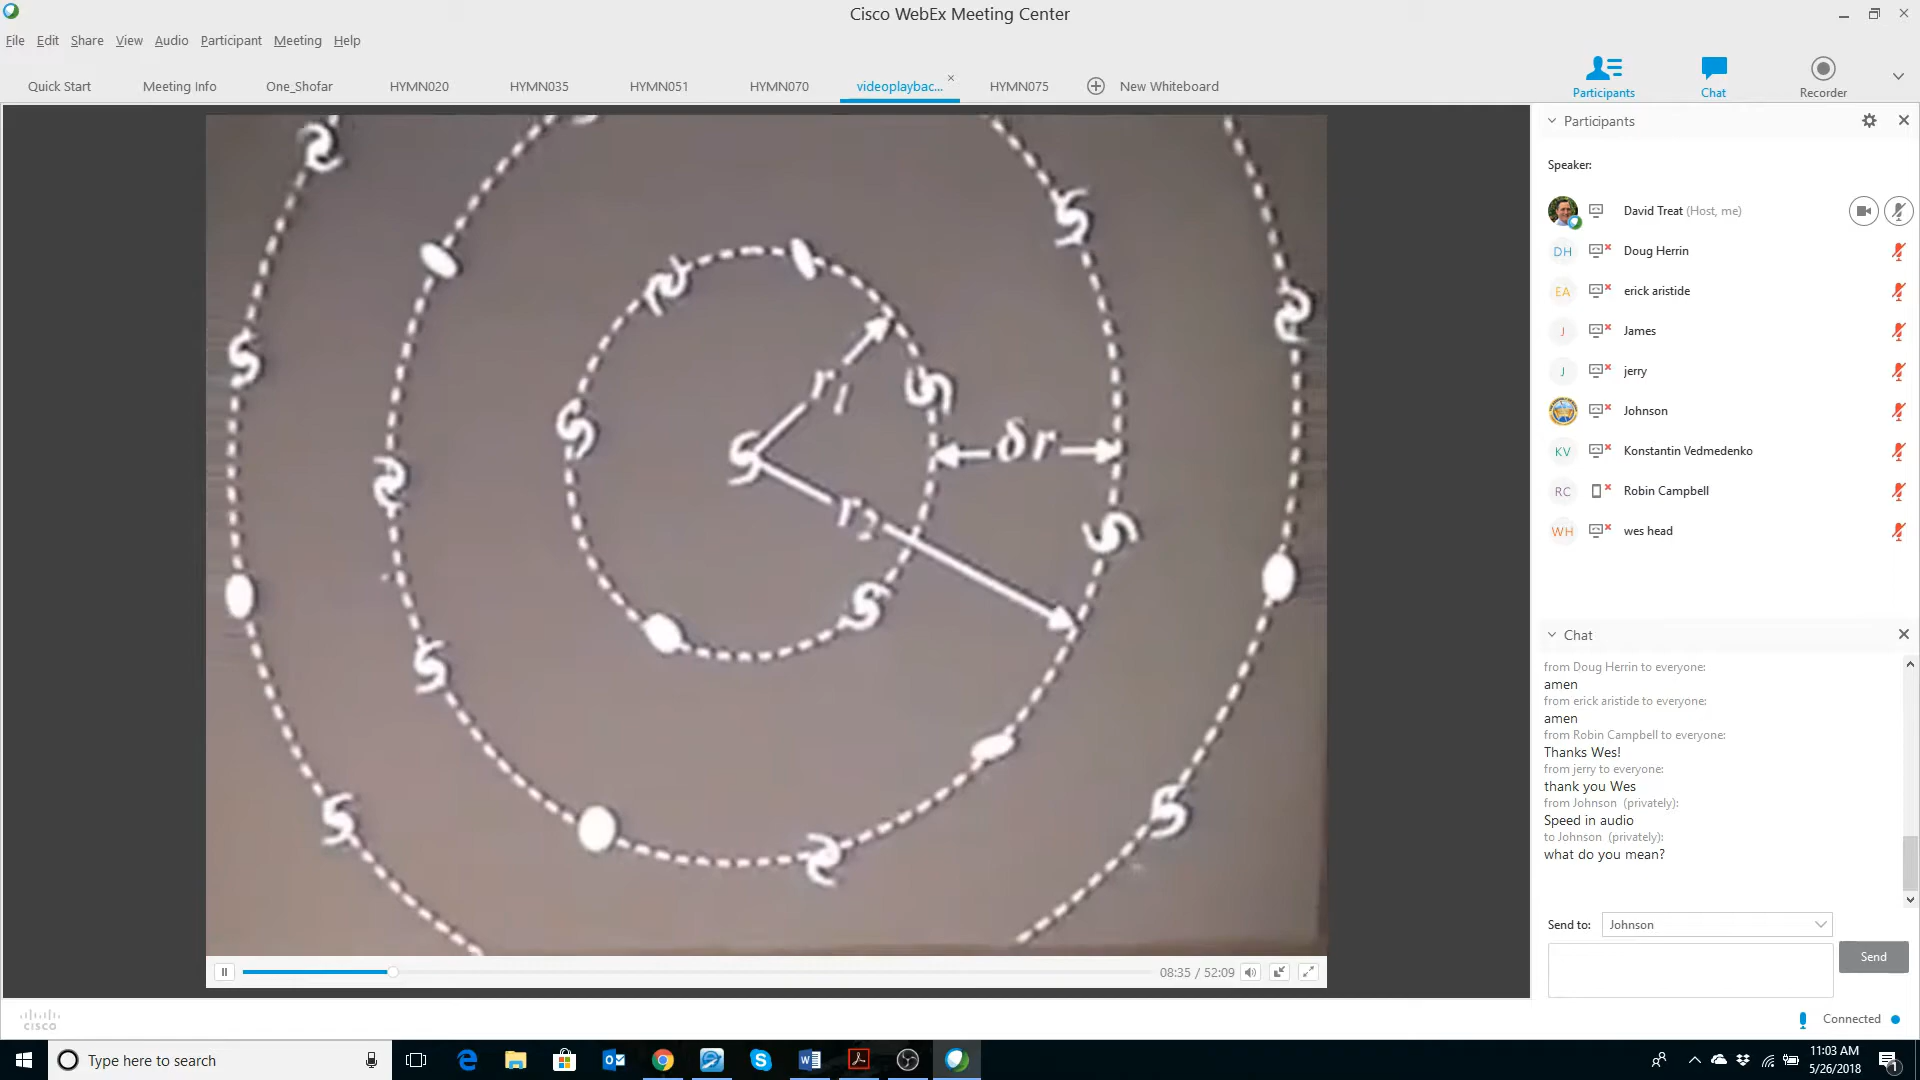 Cisco WebEx Meeting Center
File Edit Share View Audio Participant Meeting Help
Quick Start Meeting Info One_Shofar HYMN020 HYMN035 HYMN051 HYMN070 videoplaybac... HYMN075 New Whiteboard
Participants Chat Recorder
Participants
Speaker:
David Treat (Host, me)
DH Doug Herrin
EA erick aristide
J James
J jerry
Johnson
KV Konstantin Vedmedenko
RC Robin Campbell
WH wes head
r1
δr
r2
Chat
from Doug Herrin to everyone:
amen
from erick aristide to everyone:
amen
from Robin Campbell to everyone:
Thanks Wes!
from jerry to everyone:
thank you Wes
from Johnson (privately):
Speed in audio
to Johnson (privately):
what do you mean?
Send to: Johnson
Send
08:35 / 52:09
CISCO
Connected
Type here to search
11:03 AM
5/26/2018
1